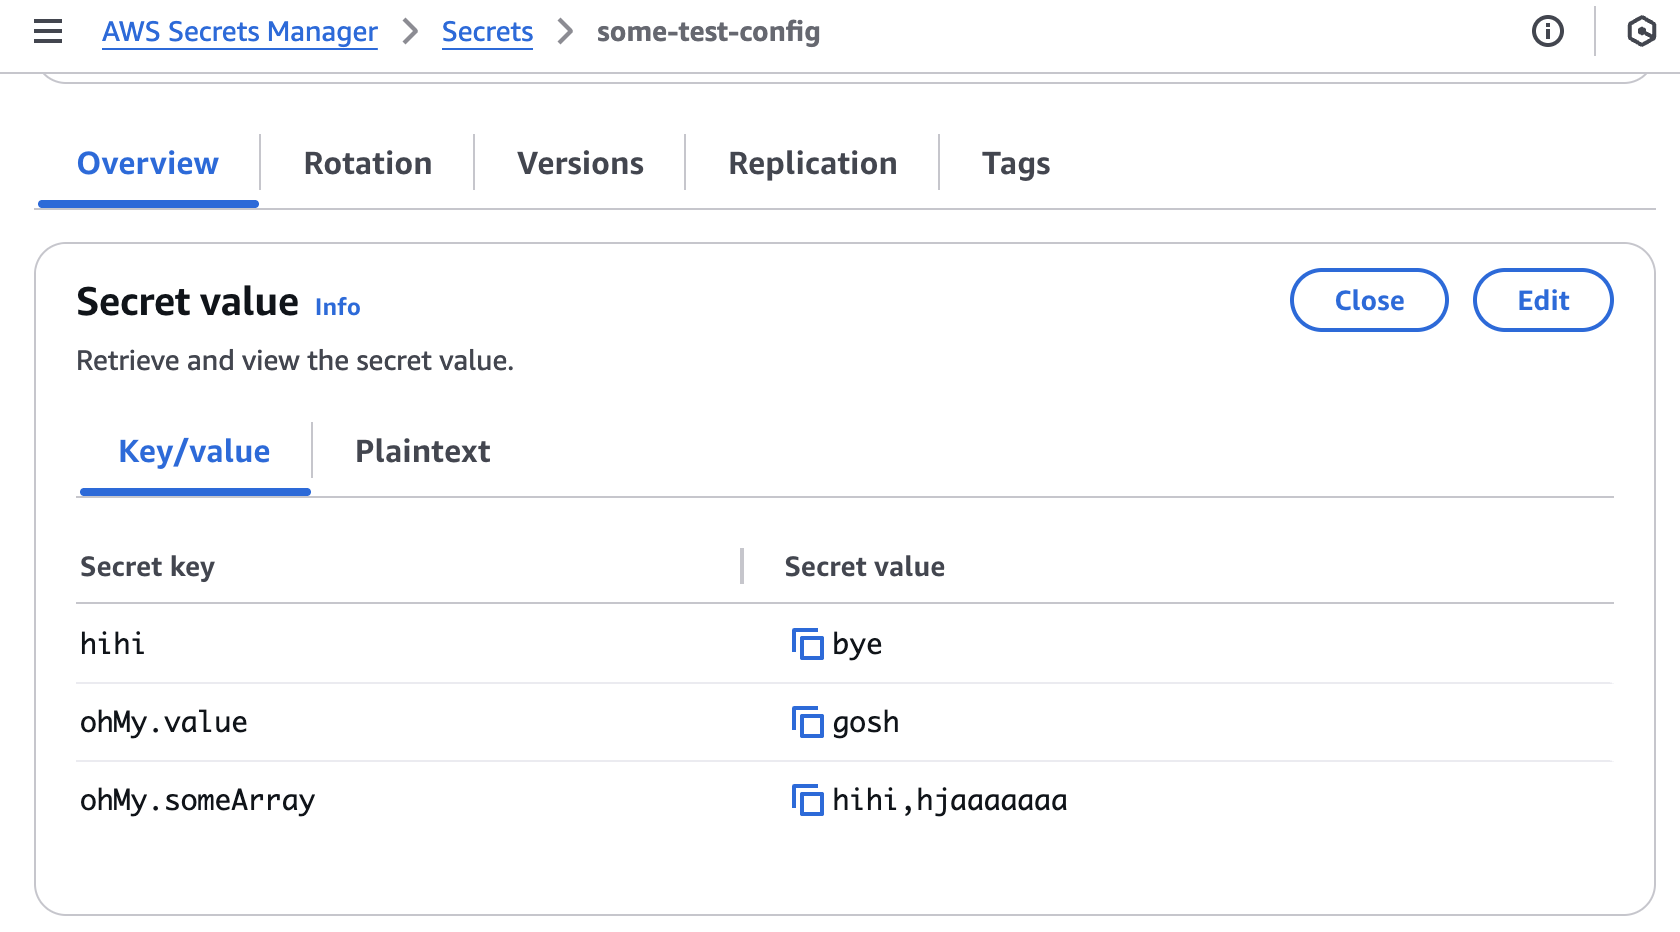 AWS Secrets Manager > Secrets > some-test-config
Overview Rotation Versions Replication Tags
Secret value Info Close Edit
Retrieve and view the secret value.
Key/value Plaintext
Secret key Secret value
hihi bye
ohMy.value gosh
ohMy.someArray hihi,hjaaaaaaa